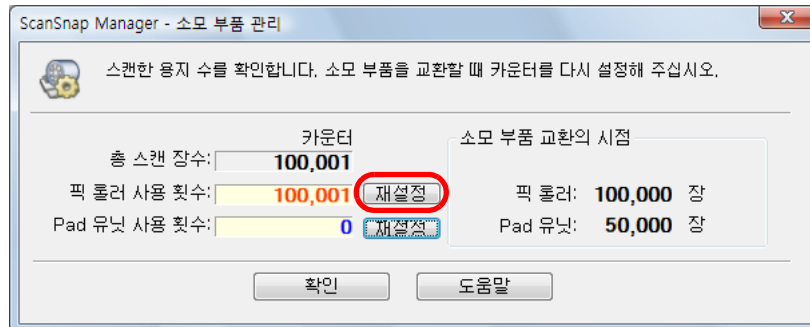 ScanSnap Manager - 소모 부품 관리
스캔한 용지 수를 확인합니다. 소모 부품을 교환할 때 카운터를 다시 설정해 주십시오.
카운터
총 스캔 장수: 100,001
픽 롤러 사용 횟수: 100,001 재설정
Pad 유닛 사용 횟수: 0 재설정
소모 부품 교환의 시점
픽 롤러: 100,000 장
Pad 유닛: 50,000 장
확인 도움말